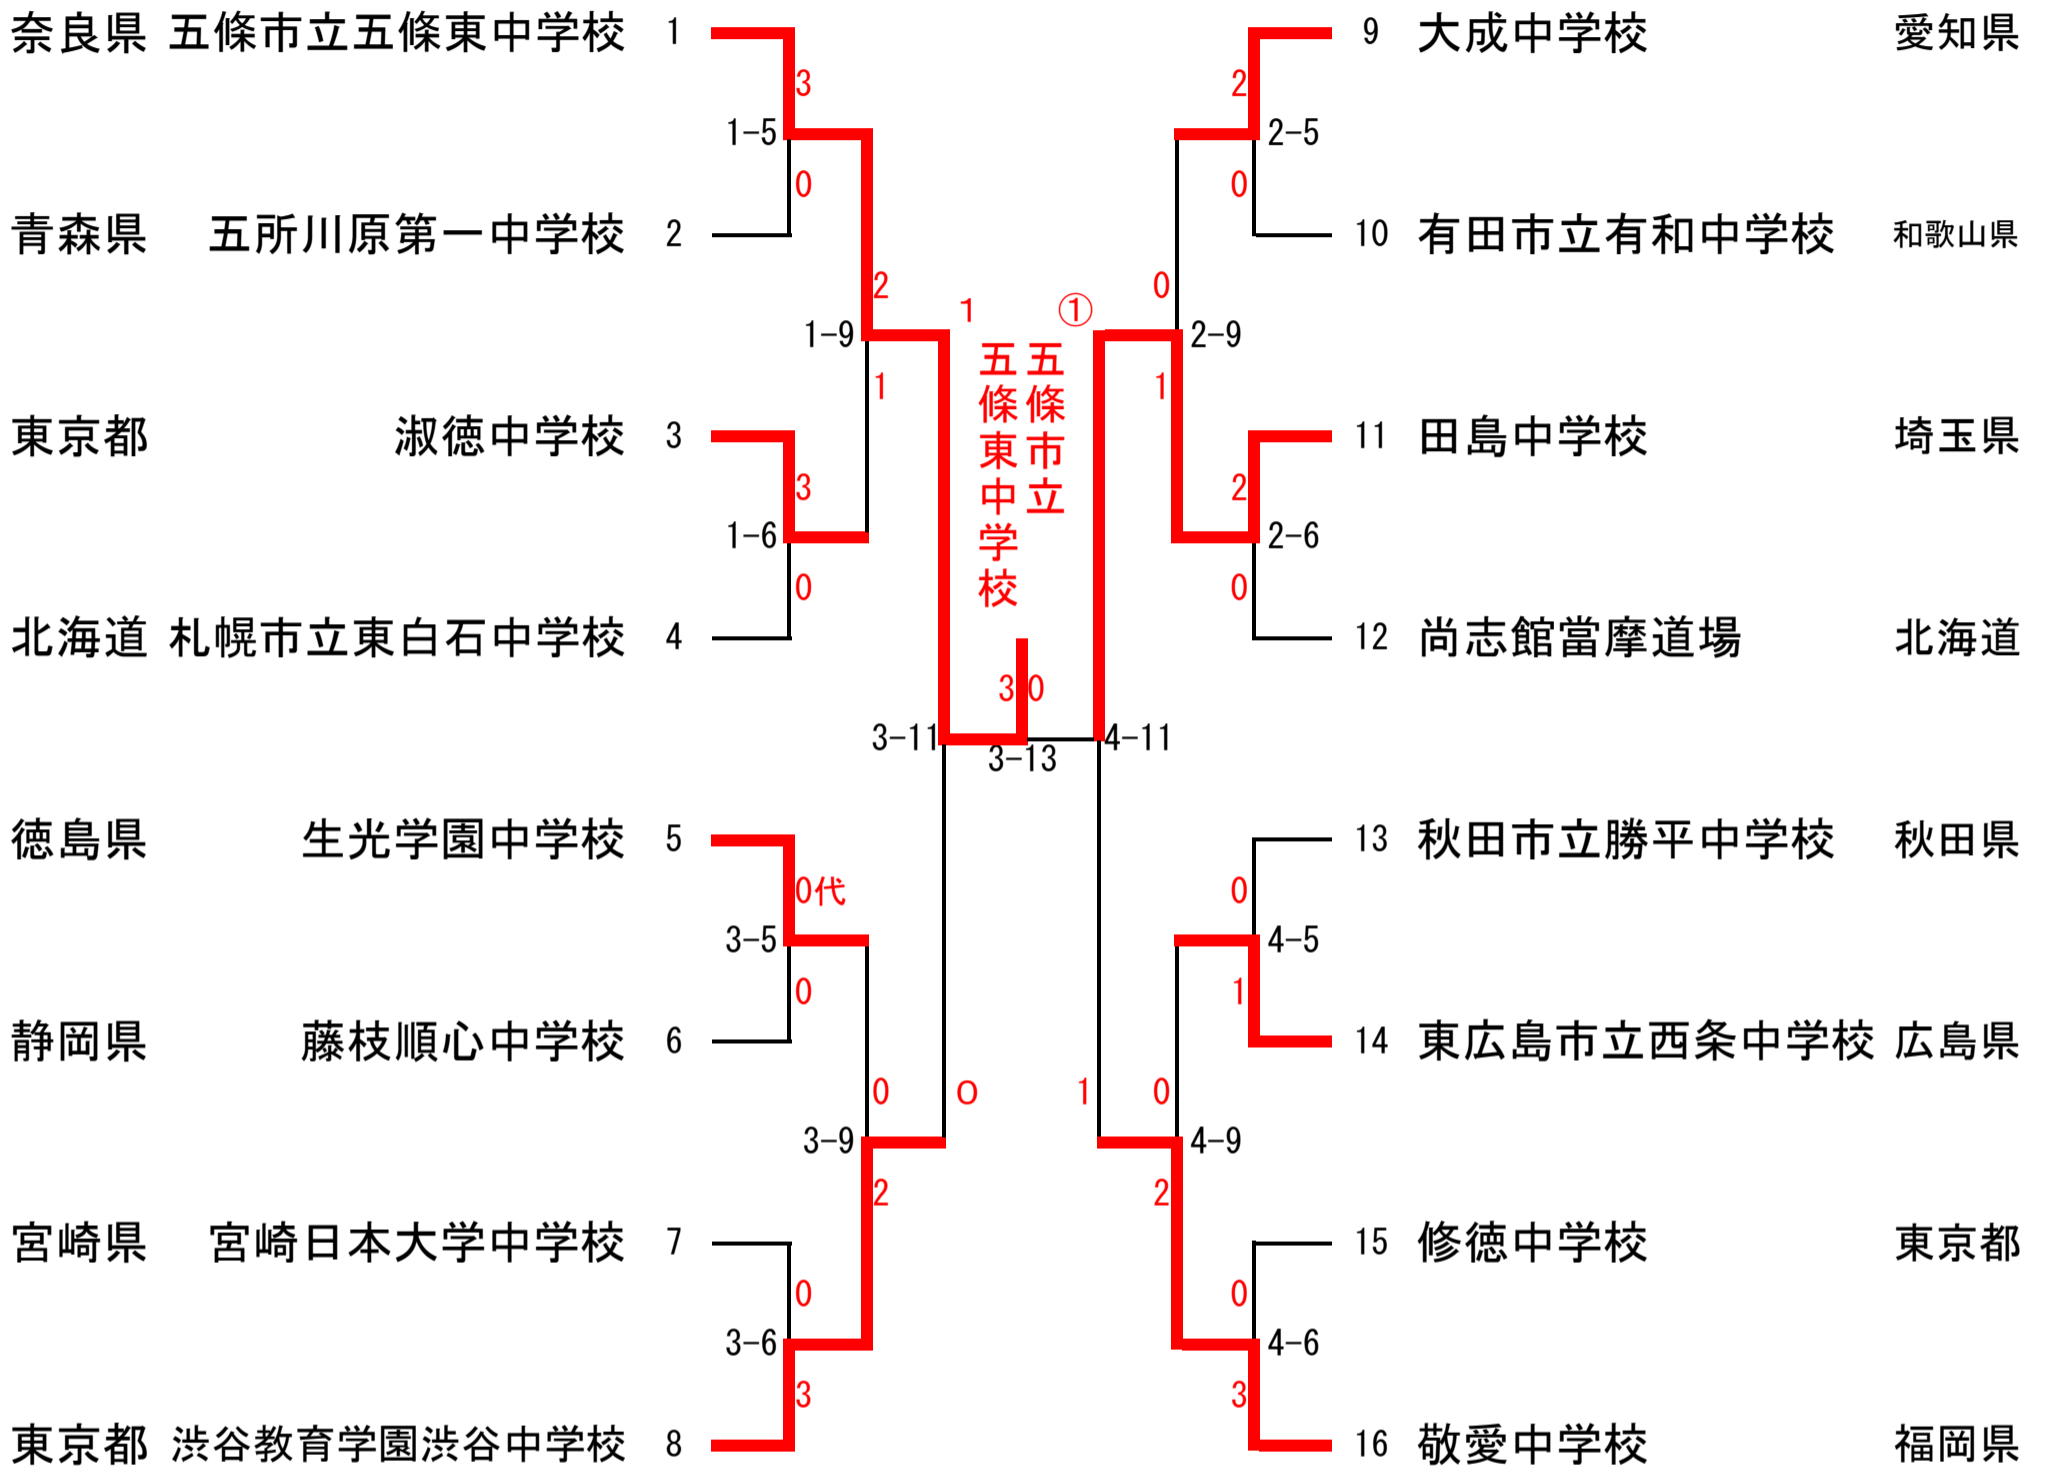 奈良県 五條市立五條東中学校 1
3
1-5
0
青森県 五所川原第一中学校 2
2
1-9
1
東京都 淑徳中学校 3
3
1-6
0
北海道 札幌市立東白石中学校 4
1
3-11
0
徳島県 生光学園中学校 5
0代
3-5
0
静岡県 藤枝順心中学校 6
0
3-9
2
宮崎県 宮崎日本大学中学校 7
0
3-6
3
東京都 渋谷教育学園渋谷中学校 8
五條市立
五條東中学校
3 0
3-13
9 大成中学校 愛知県
2
2-5
0
10 有田市立有和中学校 和歌山県
0
2-9
1
11 田島中学校 埼玉県
2
2-6
0
12 尚志館當摩道場 北海道
①
4-11
1
13 秋田市立勝平中学校 秋田県
0
4-5
1
14 東広島市立西条中学校 広島県
0
4-9
2
15 修徳中学校 東京都
0
4-6
3
16 敬愛中学校 福岡県